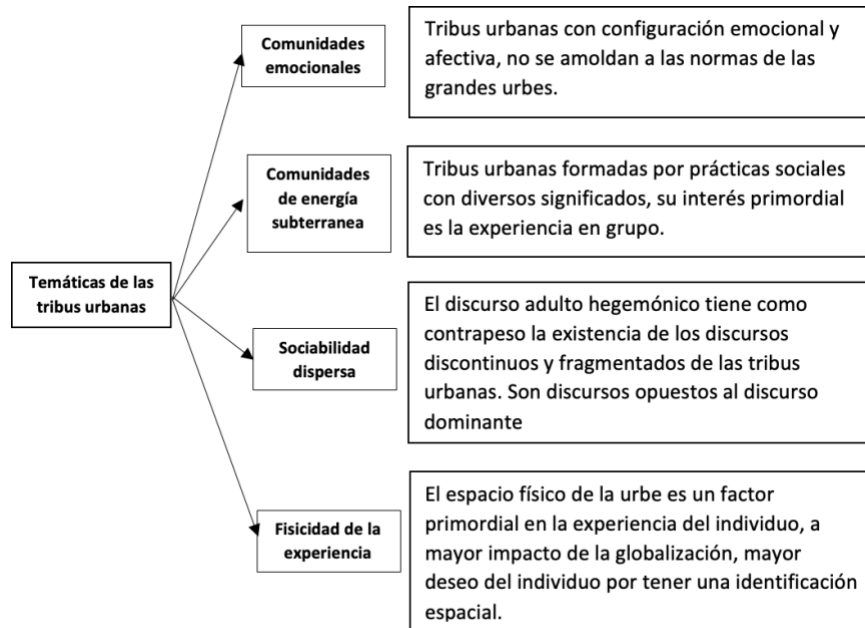 Temáticas de las
tribus urbanas
Comunidades
emocionales
Tribus urbanas con configuración emocional y
afectiva, no se amoldan a las normas de las
grandes urbes.
Comunidades
de energía
subterranea
Tribus urbanas formadas por prácticas sociales
con diversos significados, su interés primordial
es la experiencia en grupo.
Sociabilidad
dispersa
El discurso adulto hegemónico tiene como
contrapeso la existencia de los discursos
discontinuos y fragmentados de las tribus
urbanas. Son discursos opuestos al discurso
dominante
Fisicidad de la
experiencia
El espacio físico de la urbe es un factor
primordial en la experiencia del individuo, a
mayor impacto de la globalización, mayor
deseo del individuo por tener una identificación
espacial.